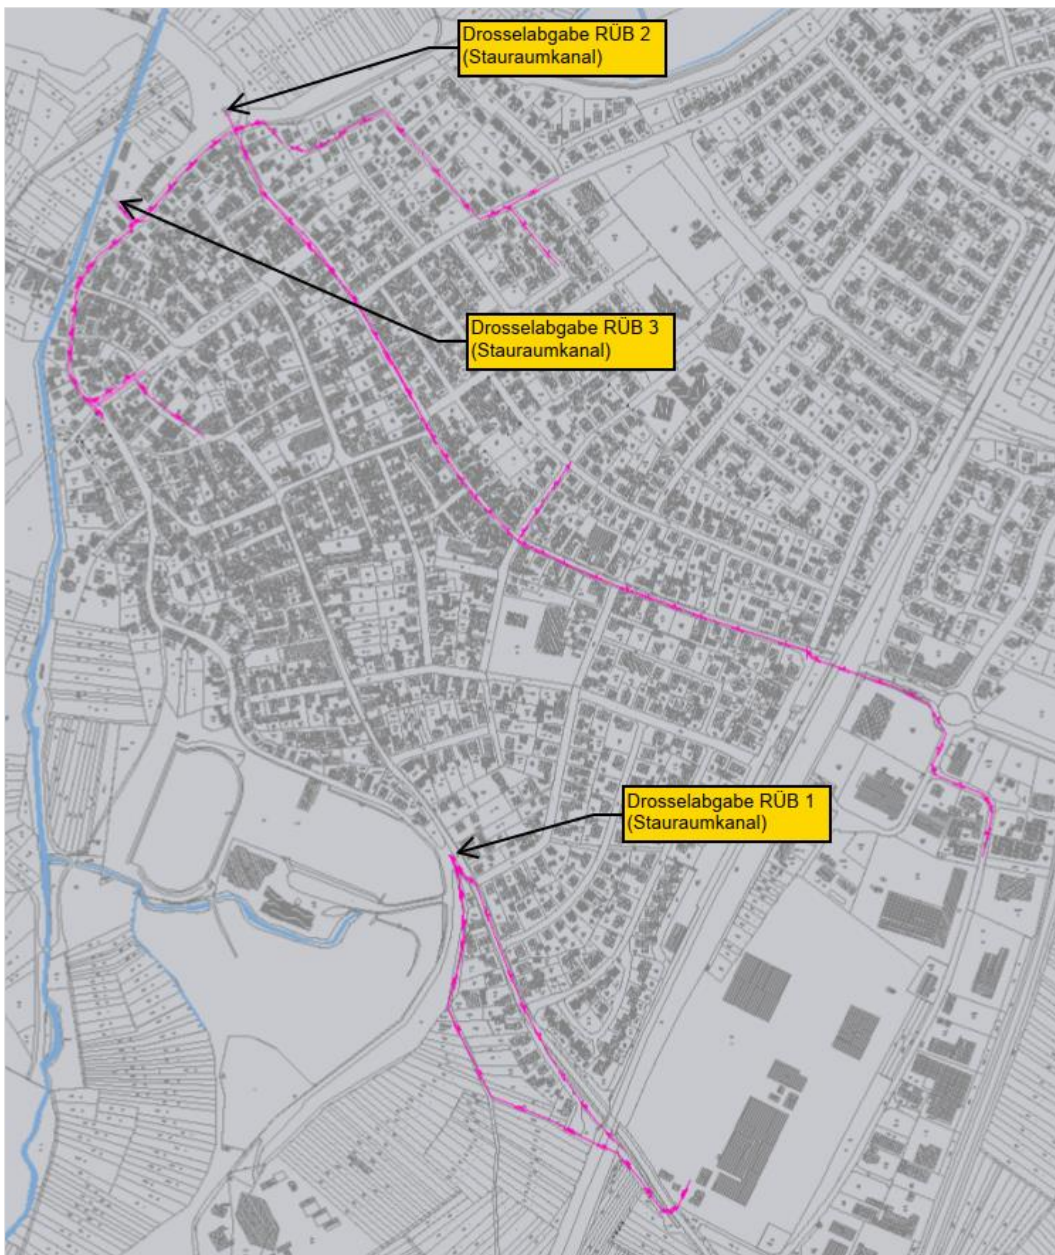 Drosselabgabe RÜB 2
(Stauraumkanal)
Drosselabgabe RÜB 3
(Stauraumkanal)
Drosselabgabe RÜB 1
(Stauraumkanal)